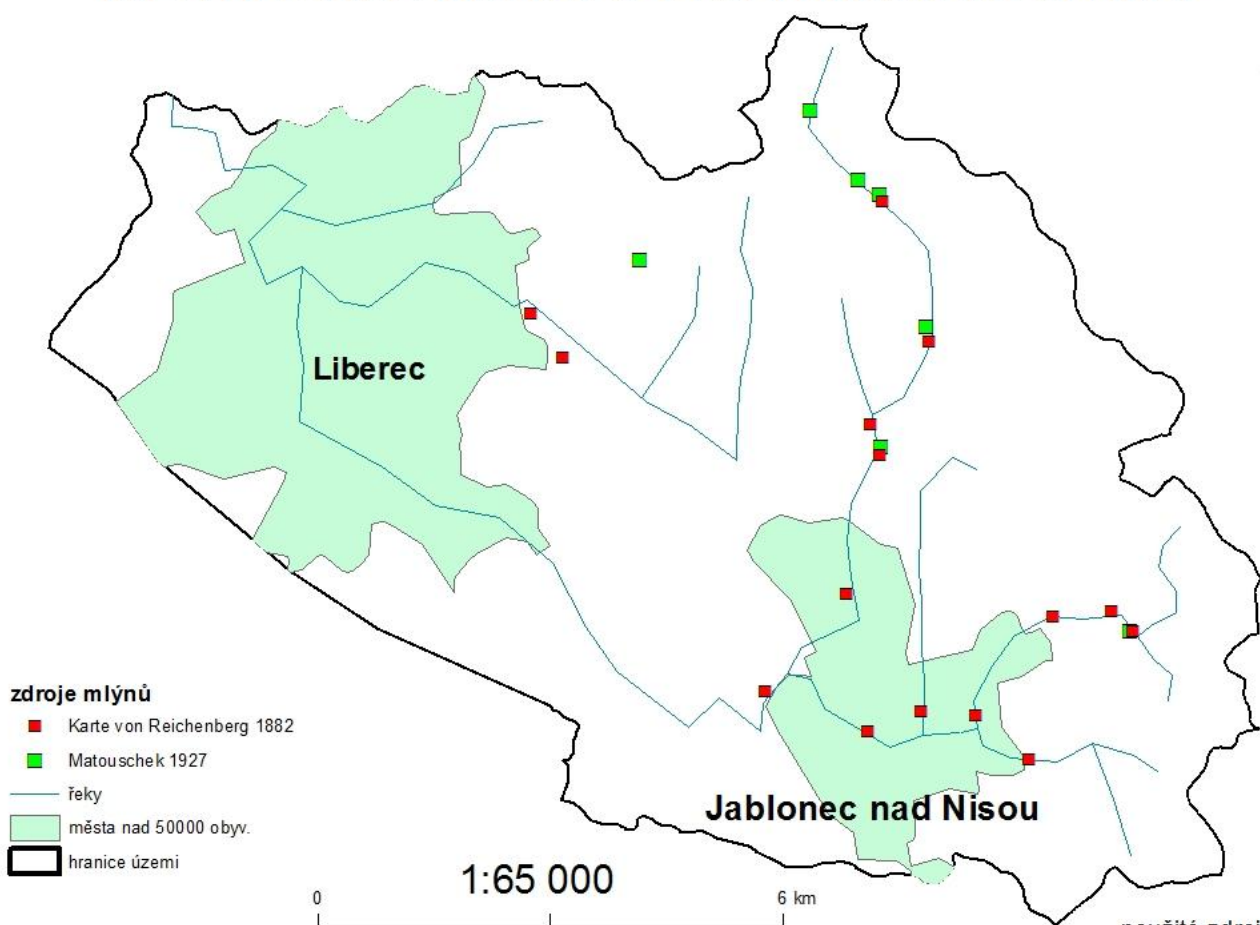 Liberec
Jablonec nad Nisou
zdroje mlýnů
Karte von Reichenberg 1882
Matouschek 1927
řeky
města nad 50000 obyv.
hranice území
1:65 000
0
6 km